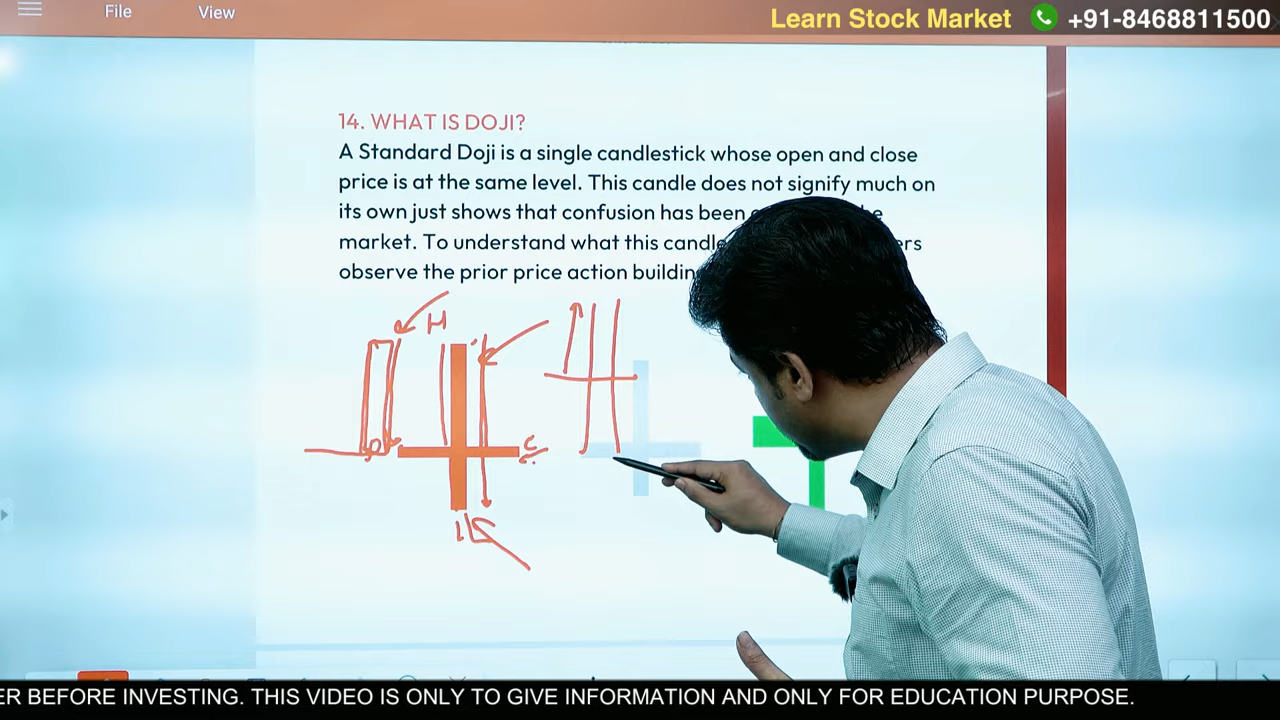 File View
Learn Stock Market +91-8468811500
14. WHAT IS DOJI?
A Standard Doji is a single candlestick whose open and close
price is at the same level. This candle does not signify much on
its own just shows that confusion has been
market. To understand what this
observe the prior price action
H
O C
L
ER BEFORE INVESTING. THIS VIDEO IS ONLY TO GIVE INFORMATION AND ONLY FOR EDUCATION PURPOSE.